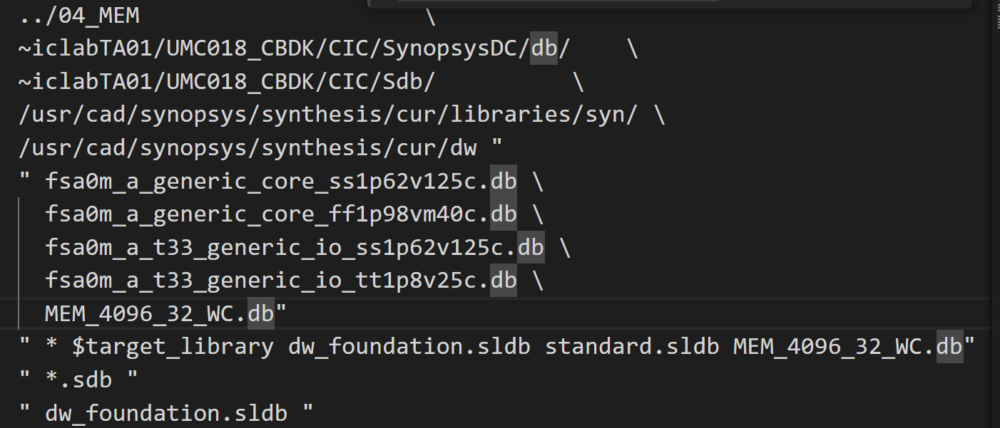 ../04_MEM \
~iclabTA01/UMC018_CBDK/CIC/SynopsysDC/db/ \
~iclabTA01/UMC018_CBDK/CIC/Sdb/ \
/usr/cad/synopsys/synthesis/cur/libraries/syn/ \
/usr/cad/synopsys/synthesis/cur/dw "
" fsa0m_a_generic_core_ss1p62v125c.db \
fsa0m_a_generic_core_ff1p98vm40c.db \
fsa0m_a_t33_generic_io_ss1p62v125c.db \
fsa0m_a_t33_generic_io_tt1p8v25c.db \
MEM_4096_32_WC.db"
" * $target_library dw_foundation.sldb standard.sldb MEM_4096_32_WC.db"
" *.sdb "
" dw_foundation.sldb "